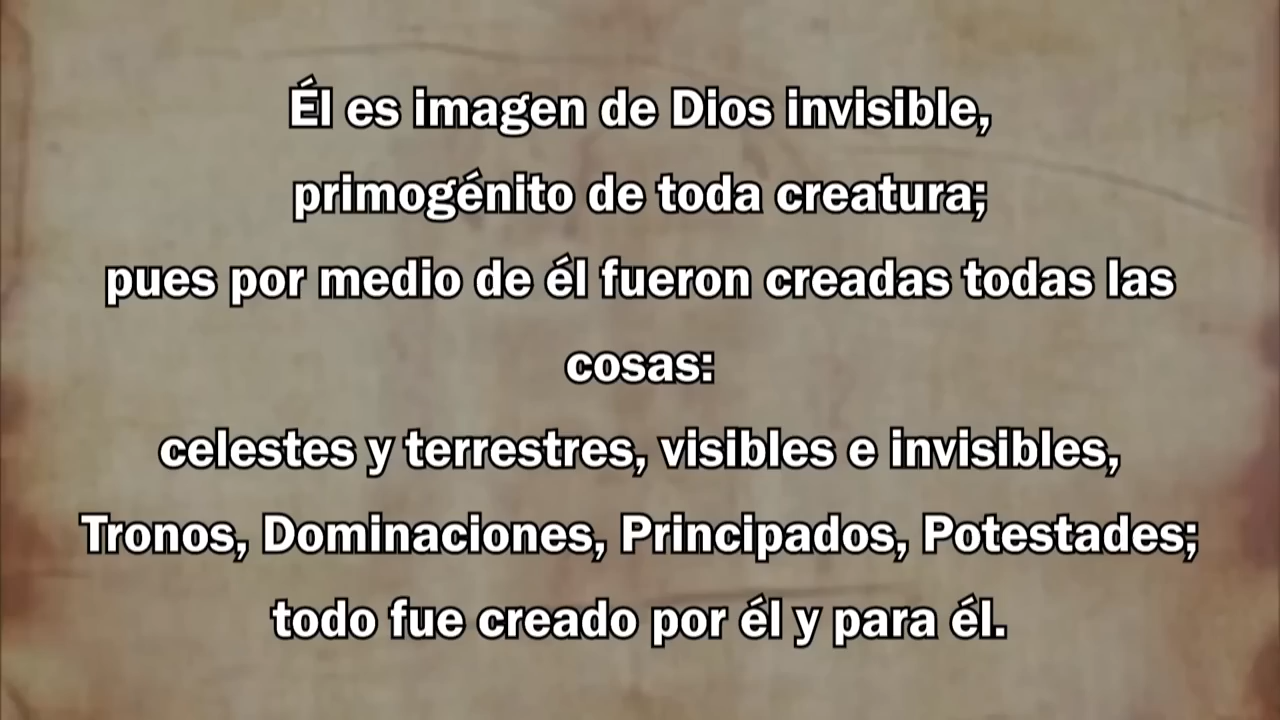 Él es imagen de Dios invisible,
primogénito de toda creatura;
pues por medio de él fueron creadas todas las
cosas:
celestes y terrestres, visibles e invisibles,
Tronos, Dominaciones, Principados, Potestades;
todo fue creado por él y para él.